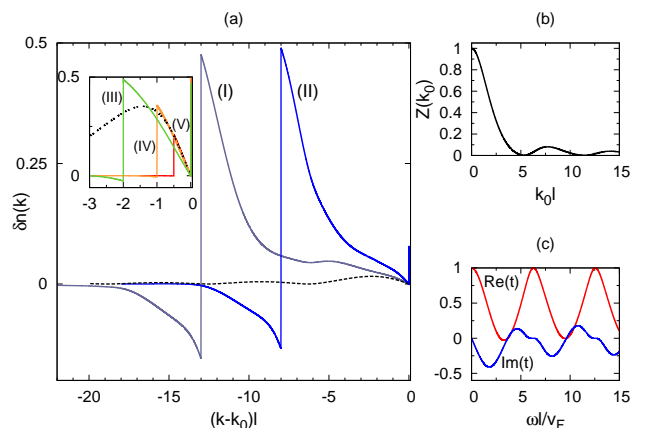 (a)
0.5
0.25
0
δn(k)
-22
-20
-15
-10
-5
0
(k-k₀)l
(I)
(II)
0.5
0
-3
-2
-1
0
(III)
(IV)
(V)
(b)
1
0.8
0.6
0.4
0.2
0
Z(k₀)
0
5
10
15
k₀l
(c)
1
0.5
0
-0.5
Re(t)
Im(t)
0
5
10
15
ωl/v_F